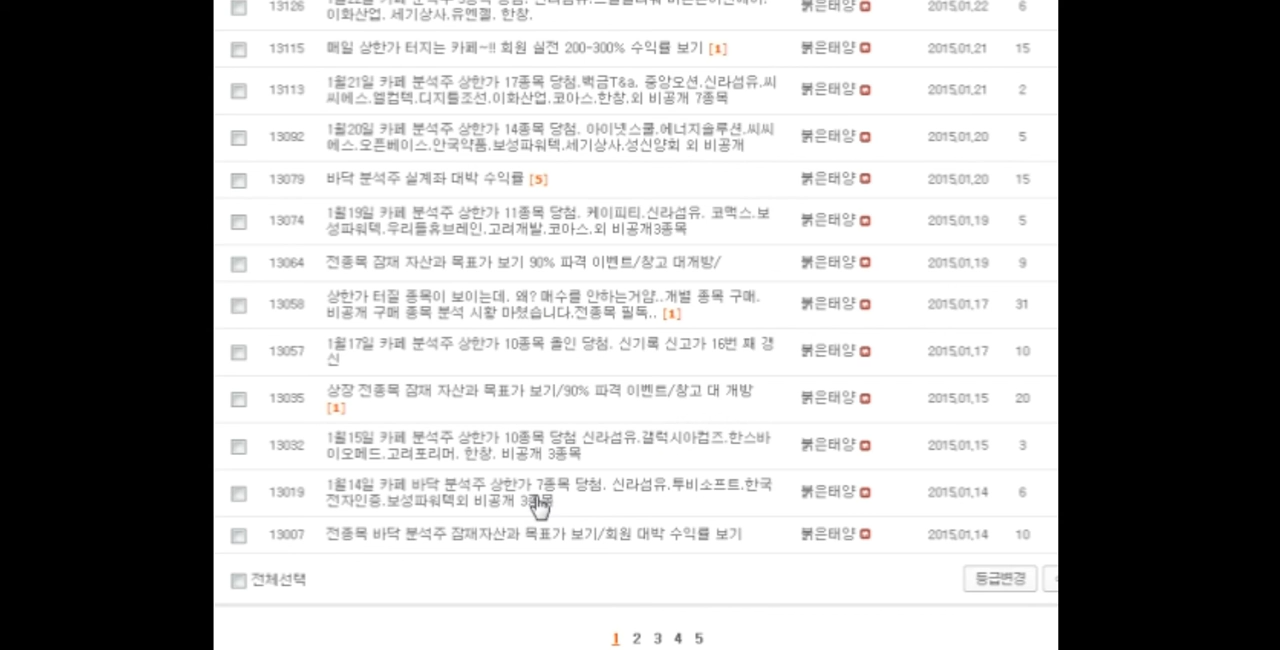 13126 이화산업. 세기상사.유엔젤. 한창. 붉은태양 2015.01.22 6
13115 매일 상한가 터지는 카페~!! 회원 실전 200-300% 수익률 보기 [1] 붉은태양 2015.01.21 15
1월21일 카페 분석주 상한가 17종목 당첨.백금T&a. 중앙오션.신라섬유.씨
13113 씨에스.엘컴텍.디지틀조선.이화산업.코아스.한창.외 비공개 7종목 붉은태양 2015.01.21 2
1월20일 카페 분석주 상한가 14종목 당첨. 아이넷스쿨.에너지솔루션.씨씨
13092 에스.오픈베이스.안국약품.보성파워텍.세기상사.성신양회 외 비공개 붉은태양 2015.01.20 5
13079 바닥 분석주 실계좌 대박 수익률 [5] 붉은태양 2015.01.20 15
1월19일 카페 분석주 상한가 11종목 당첨. 케이피티.신라섬유. 코맥스.보
13074 성파워텍.우리들휴브레인.고려개발.코아스.외 비공개3종목 붉은태양 2015.01.19 5
13064 전종목 잠재 자산과 목표가 보기 90% 파격 이벤트/창고 대개방/ 붉은태양 2015.01.19 9
상한가 터질 종목이 보이는데. 왜? 매수를 안하는거얌..개별 종목 구매.
13058 비공개 구매 종목 분석 시황 마쳤습니다.전종목 필독.. [1] 붉은태양 2015.01.17 31
1월17일 카페 분석주 상한가 10종목 올인 당첨. 신기록 신고가 16번 째 갱
13057 신 붉은태양 2015.01.17 10
상장 전종목 잠재 자산과 목표가 보기/90% 파격 이벤트/창고 대 개방
13035 [1] 붉은태양 2015.01.15 20
1월15일 카페 분석주 상한가 10종목 당첨 신라섬유.갤럭시아컴즈.한스바
13032 이오메드.고려포리머. 한창. 비공개 3종목 붉은태양 2015.01.15 3
1월14일 카페 바닥 분석주 상한가 7종목 당첨. 신라섬유.투비소프트.한국
13019 전자인증.보성파워텍외 비공개 3종목 붉은태양 2015.01.14 6
13007 전종목 바닥 분석주 잠재자산과 목표가 보기/회원 대박 수익률 보기 붉은태양 2015.01.14 10
전체선택 등급변경
1 2 3 4 5